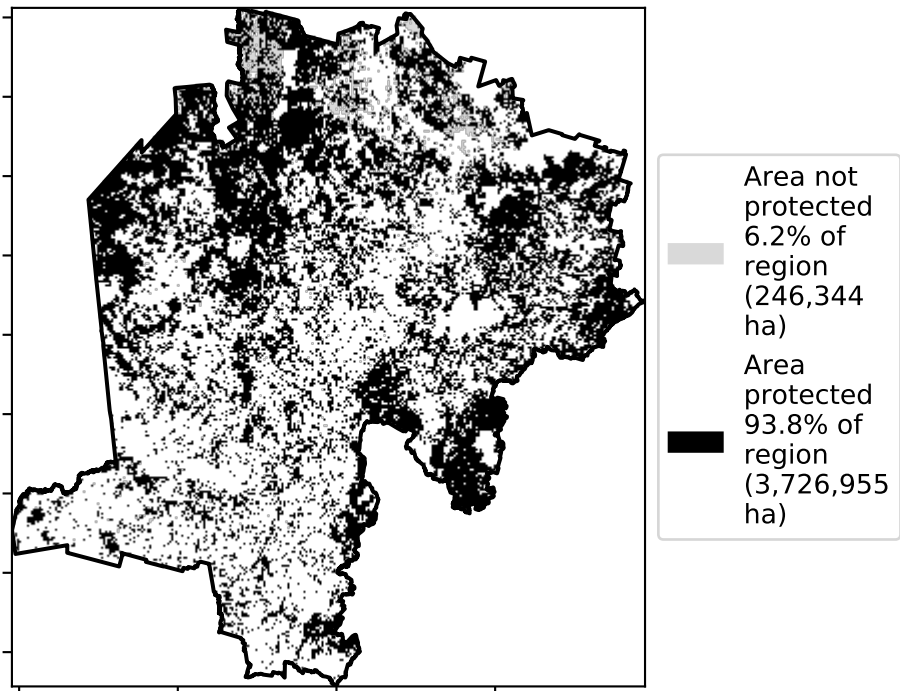 Area not
protected
6.2% of
region
(246,344
ha)
Area
protected
93.8% of
region
(3,726,955
ha)